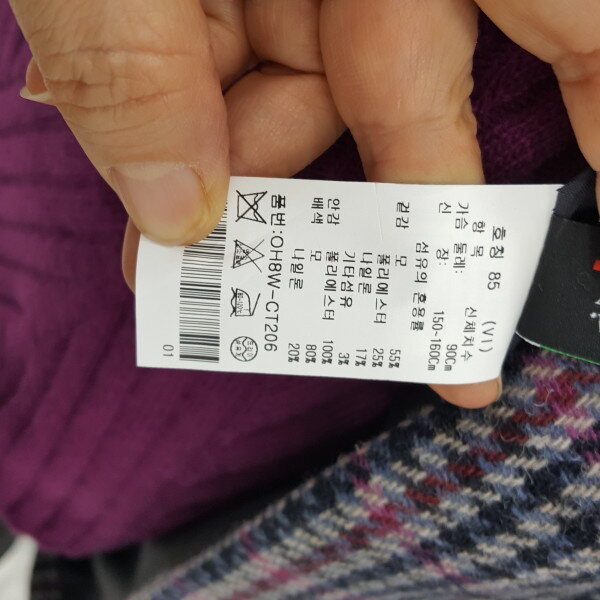 호칭 85 (VI)
항 목 신체치수
가슴 둘레: 90Cm
신 장: 150~160Cm
섬유의 혼용률
겉감 모 55%
폴리에스터 25%
나일론 17%
기타섬유 3%
안감 폴리에스터 100%
배색 모 80%
나일론 20%
품번:OH8W-CT206
01